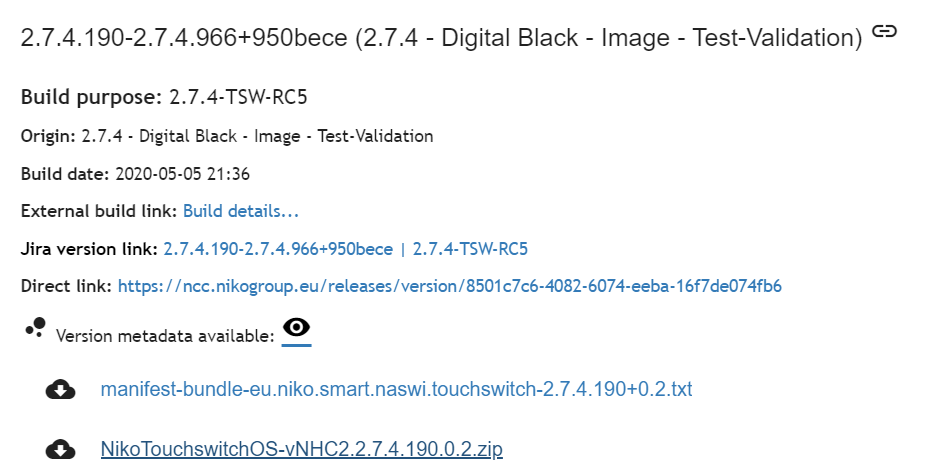 2.7.4.190-2.7.4.966+950bece (2.7.4 - Digital Black - Image - Test-Validation)
Build purpose: 2.7.4-TSW-RC5
Origin: 2.7.4 - Digital Black - Image - Test-Validation
Build date: 2020-05-05 21:36
External build link: Build details...
Jira version link: 2.7.4.190-2.7.4.966+950bece | 2.7.4-TSW-RC5
Direct link: https://ncc.nikogroup.eu/releases/version/8501c7c6-4082-6074-eeba-16f7de074fb6
Version metadata available:
manifest-bundle-eu.niko.smart.naswi.touchswitch-2.7.4.190+0.2.txt
NikoTouchswitchOS-vNHC2.2.7.4.190.0.2.zip